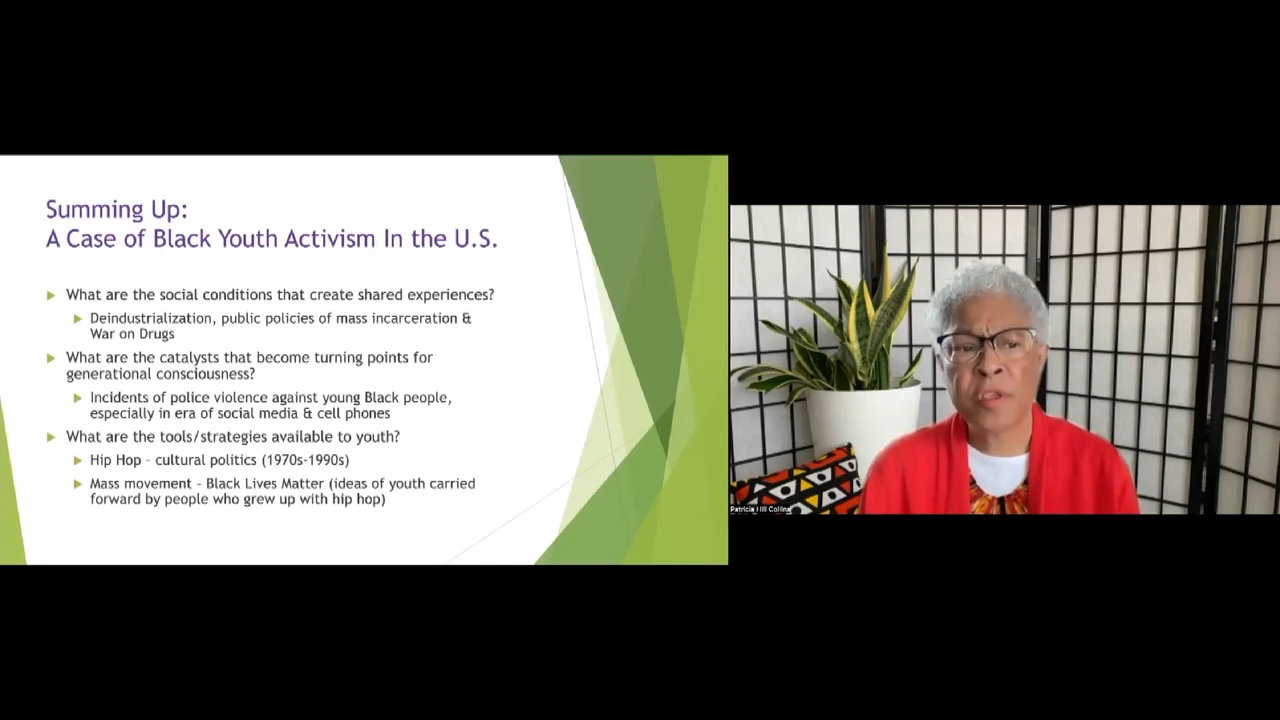 Summing Up:
A Case of Black Youth Activism In the U.S.
What are the social conditions that create shared experiences?
Deindustrialization, public policies of mass incarceration &
War on Drugs
What are the catalysts that become turning points for
generational consciousness?
Incidents of police violence against young Black people,
especially in era of social media & cell phones
What are the tools/strategies available to youth?
Hip Hop – cultural politics (1970s-1990s)
Mass movement – Black Lives Matter (ideas of youth carried
forward by people who grew up with hip hop)
Patricia Hill Collins